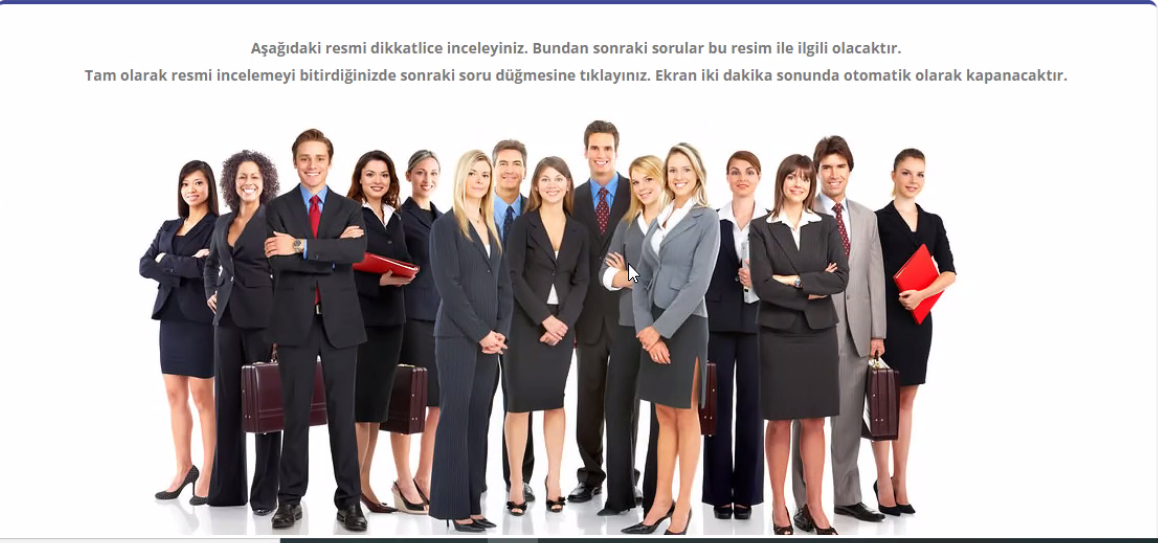 Aşağıdaki resmi dikkatlice inceleyiniz. Bundan sonraki sorular bu resim ile ilgili olacaktır.
Tam olarak resmi incelemeyi bitirdiğinizde sonraki soru düğmesine tıklayınız. Ekran iki dakika sonunda otomatik olarak kapanacaktır.